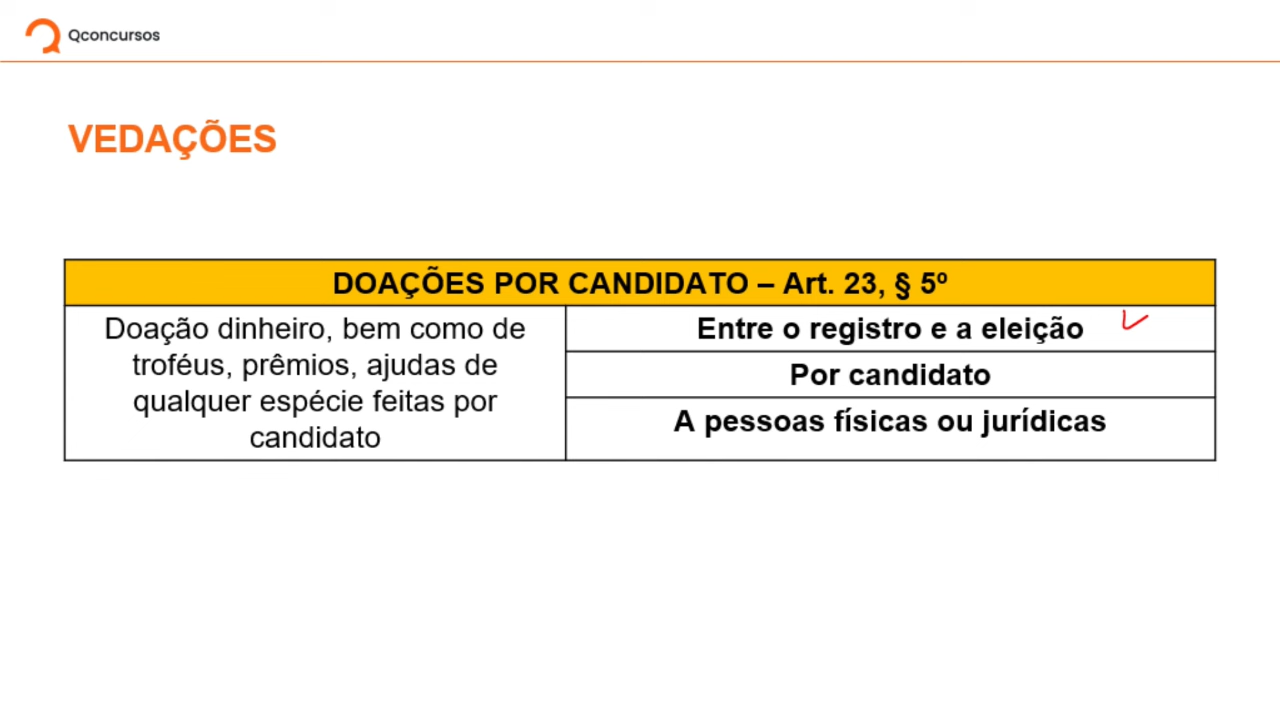 Qconcursos
VEDAÇÕES
DOAÇÕES POR CANDIDATO – Art. 23, § 5º
Doação dinheiro, bem como de
troféus, prêmios, ajudas de
qualquer espécie feitas por
candidato
Entre o registro e a eleição
Por candidato
A pessoas físicas ou jurídicas